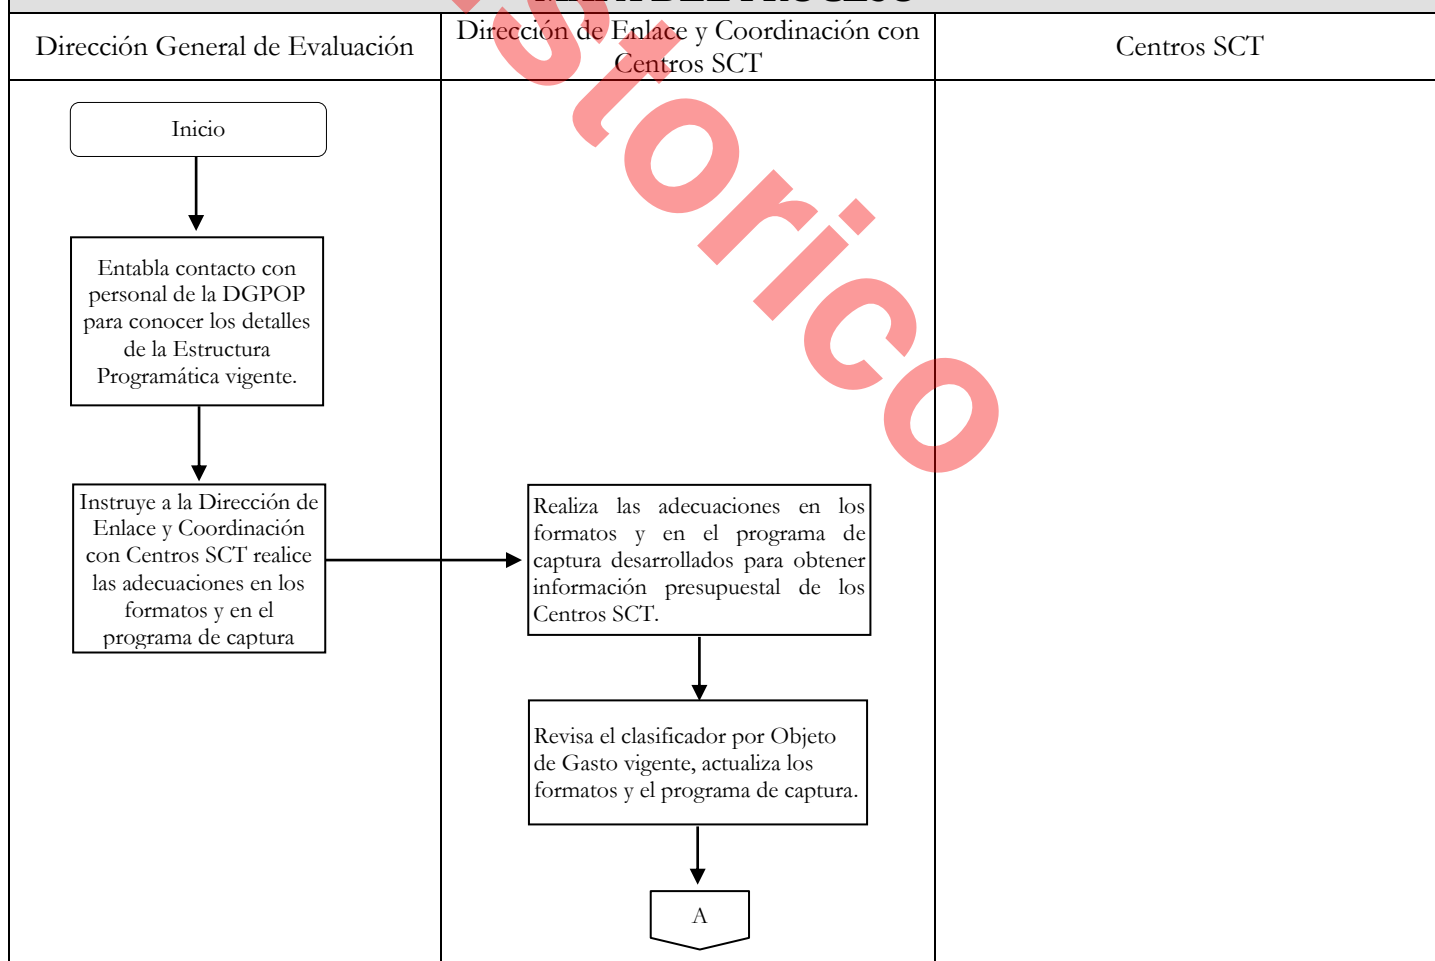 MAPA DEL PROCESO
Dirección General de Evaluación
Dirección de Enlace y Coordinación con
Centros SCT
Centros SCT
Inicio
Entabla contacto con
personal de la DGPOP
para conocer los detalles
de la Estructura
Programática vigente.
Instruye a la Dirección de
Enlace y Coordinación
con Centros SCT realice
las adecuaciones en los
formatos y en el
programa de captura
Realiza las adecuaciones en los
formatos y en el programa de
captura desarrollados para obtener
información presupuestal de los
Centros SCT.
Revisa el clasificador por Objeto
de Gasto vigente, actualiza los
formatos y el programa de captura.
A
storico